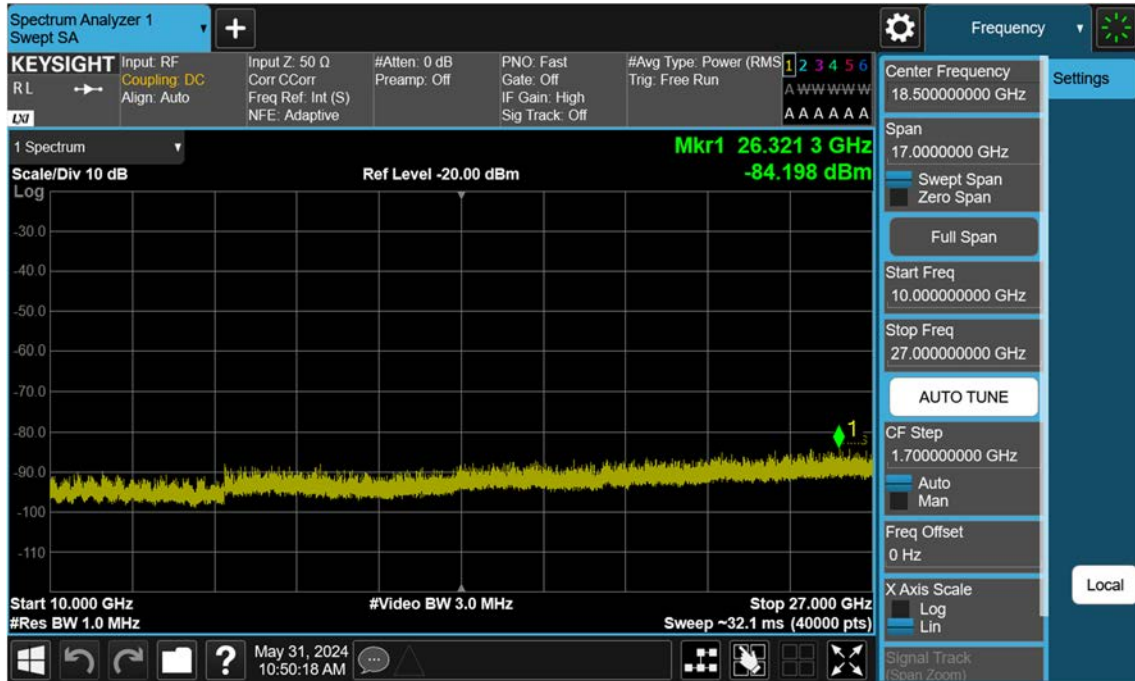 Spectrum Analyzer 1
Swept SA
+
Frequency
KEYSIGHT
R L
LXI
Input: RF
Coupling: DC
Align: Auto
Input Z: 50 Ω
Corr CCorr
Freq Ref: Int (S)
NFE: Adaptive
#Atten: 0 dB
Preamp: Off
PNO: Fast
Gate: Off
IF Gain: High
Sig Track: Off
#Avg Type: Power (RMS
Trig: Free Run
1 2 3 4 5 6
A W W W W W
A A A A A A
1 Spectrum
Scale/Div 10 dB
Log
Ref Level -20.00 dBm
Mkr1 26.321 3 GHz
-84.198 dBm
-30.0
-40.0
-50.0
-60.0
-70.0
-80.0
-90.0
-100
-110
1
Start 10.000 GHz
#Res BW 1.0 MHz
#Video BW 3.0 MHz
Stop 27.000 GHz
Sweep ~32.1 ms (40000 pts)
Center Frequency
18.500000000 GHz
Span
17.0000000 GHz
Swept Span
Zero Span
Full Span
Start Freq
10.000000000 GHz
Stop Freq
27.000000000 GHz
AUTO TUNE
CF Step
1.700000000 GHz
Auto
Man
Freq Offset
0 Hz
X Axis Scale
Log
Lin
Signal Track
(Span Zoom)
Settings
Local
?
May 31, 2024
10:50:18 AM